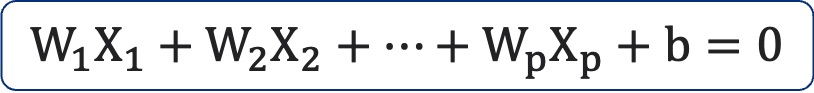 W₁X₁ + W₂X₂ + ⋯ + WₚXₚ + b = 0